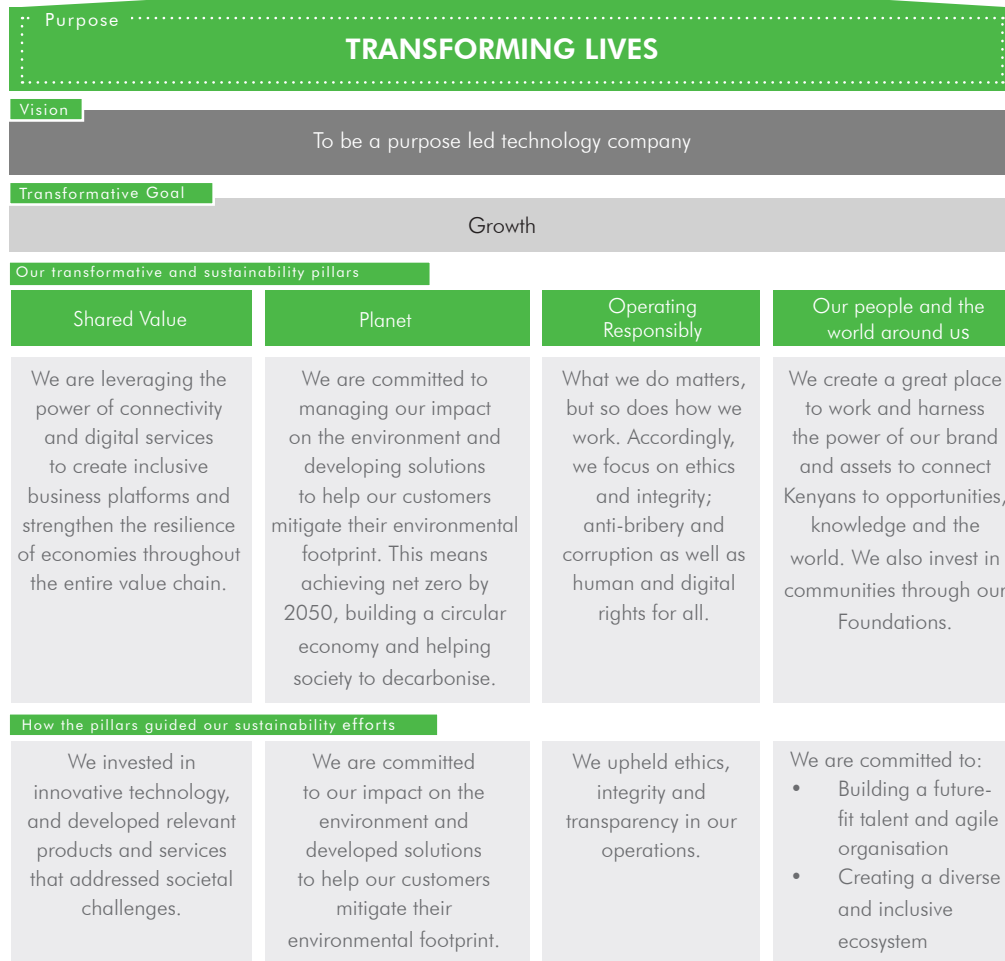 Purpose
TRANSFORMING LIVES
Vision
To be a purpose led technology company
Transformative Goal
Growth
Our transformative and sustainability pillars
Shared Value
We are leveraging the
power of connectivity
and digital services
to create inclusive
business platforms and
strengthen the resilience
of economies throughout
the entire value chain.
Planet
We are committed to
managing our impact
on the environment and
developing solutions
to help our customers
mitigate their environmental
footprint. This means
achieving net zero by
2050, building a circular
economy and helping
society to decarbonise.
Operating
Responsibly
What we do matters,
but so does how we
work. Accordingly,
we focus on ethics
and integrity;
anti-bribery and
corruption as well as
human and digital
rights for all.
Our people and the
world around us
We create a great place
to work and harness
the power of our brand
and assets to connect
Kenyans to opportunities,
knowledge and the
world. We also invest in
communities through our
Foundations.
How the pillars guided our sustainability efforts
We invested in
innovative technology,
and developed relevant
products and services
that addressed societal
challenges.
We are committed
to our impact on the
environment and
developed solutions
to help our customers
mitigate their
environmental footprint.
We upheld ethics,
integrity and
transparency in our
operations.
We are committed to:
• Building a future-
fit talent and agile
organisation
• Creating a diverse
and inclusive
ecosystem